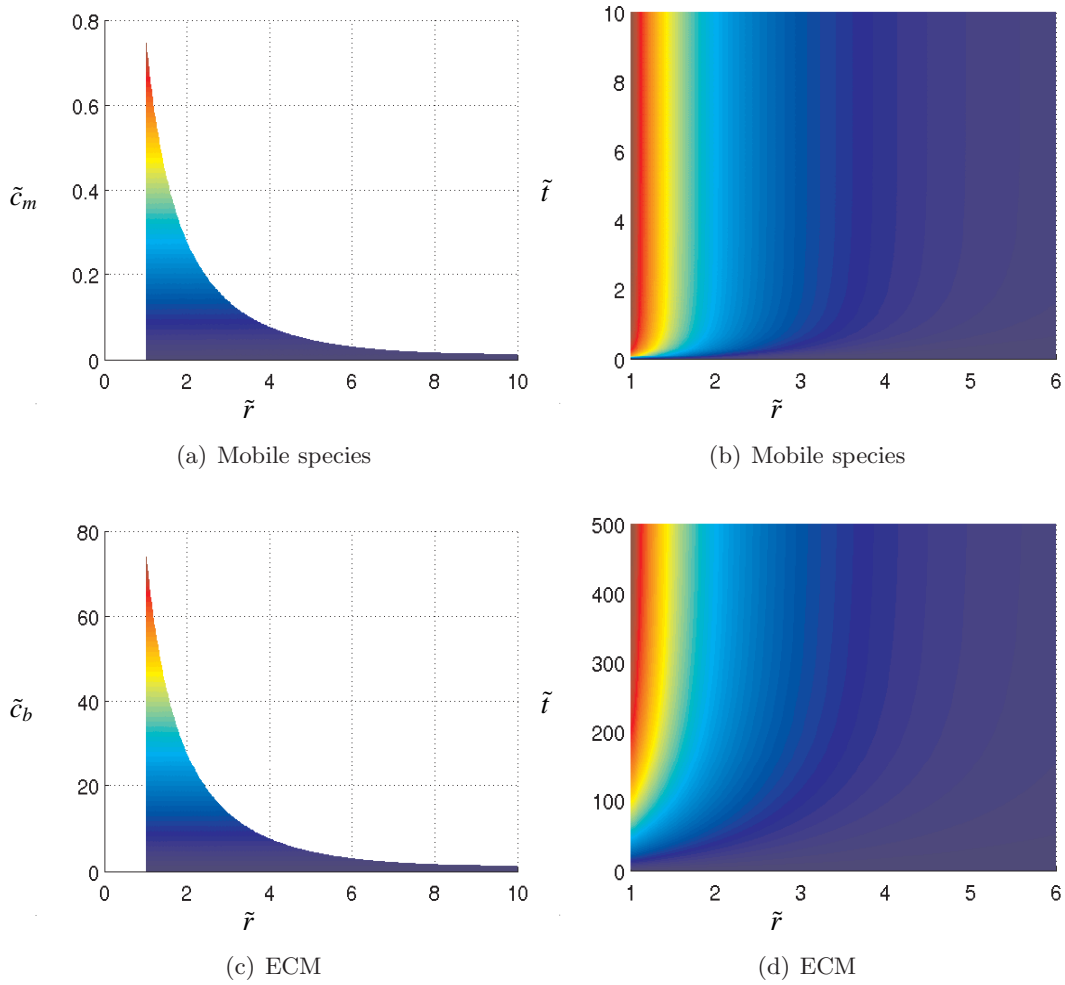 0.8
0.6
0.4
0.2
0
c̃ₘ
0 2 4 6 8 10
r̃
(a) Mobile species
10
8
6
4
2
0
t̃
1 2 3 4 5 6
r̃
(b) Mobile species
80
60
40
20
0
c̃_b
0 2 4 6 8 10
r̃
(c) ECM
500
400
300
200
100
0
t̃
1 2 3 4 5 6
r̃
(d) ECM